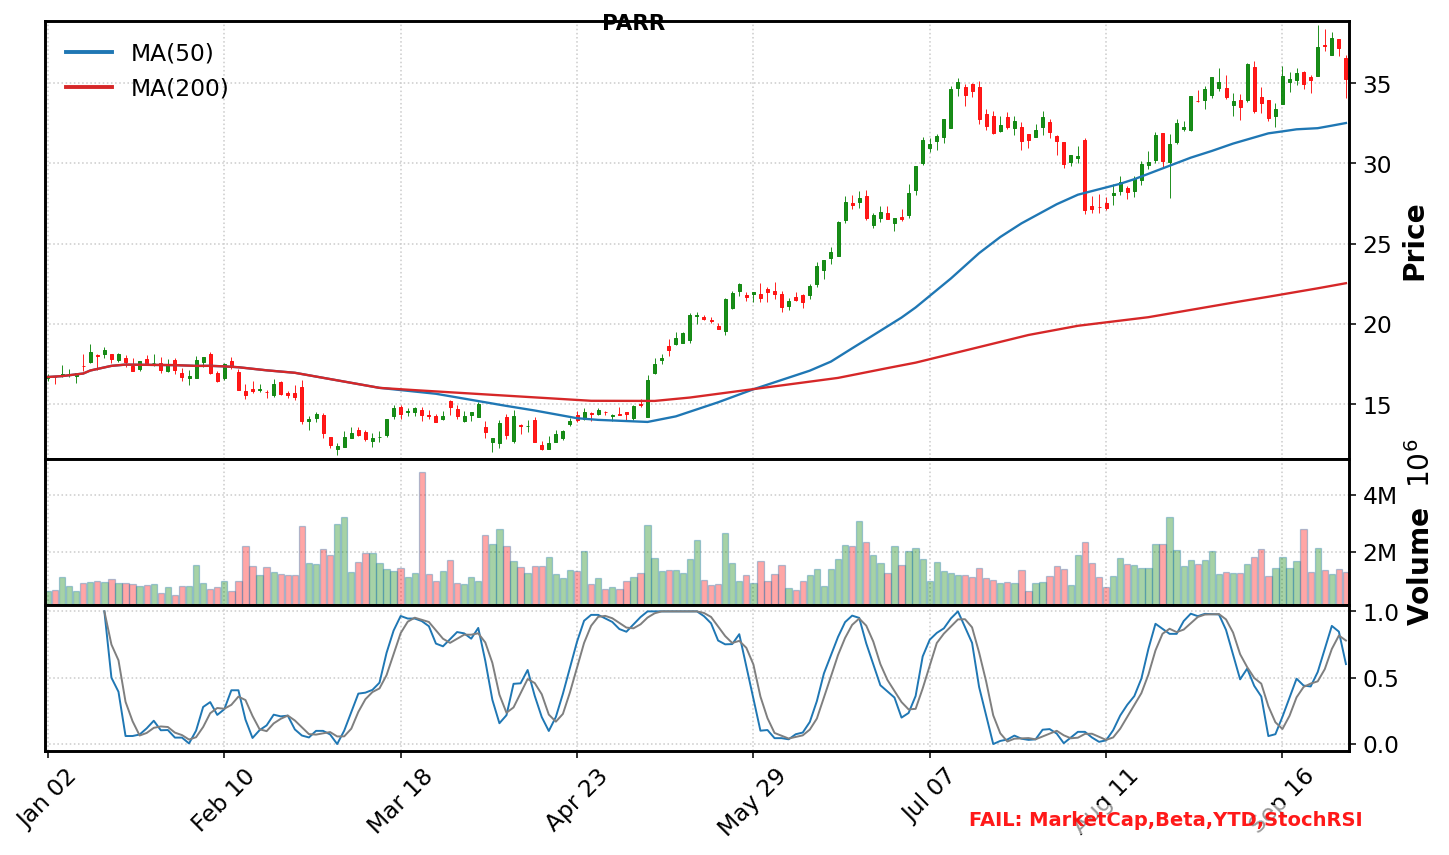 PARR
MA(50)
MA(200)
35
30
25
20
15
Price
4M
2M
Volume 10^6
1.0
0.5
0.0
Jan 02
Feb 10
Mar 18
Apr 23
May 29
Jul 07
Aug 11
Sep 16
FAIL: MarketCap,Beta,YTD,StochRSI